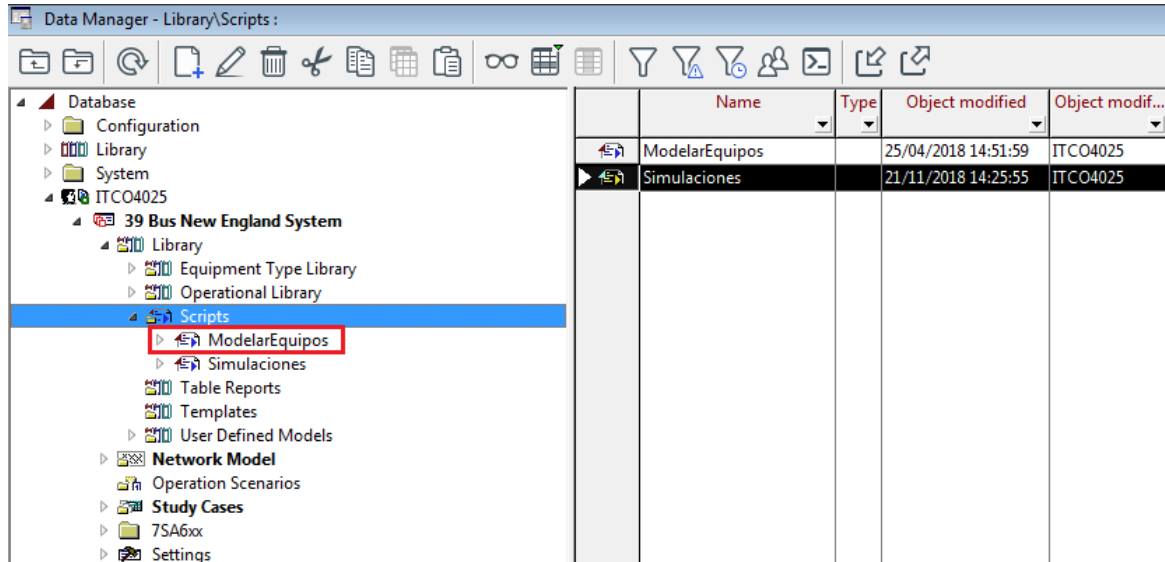 Data Manager - Library\Scripts :
Database
Configuration
Library
System
ITCO4025
39 Bus New England System
Library
Equipment Type Library
Operational Library
Scripts
ModelarEquipos
Simulaciones
Table Reports
Templates
User Defined Models
Network Model
Operation Scenarios
Study Cases
7SA6xx
Settings
Name Type Object modified Object modif...
ModelarEquipos 25/04/2018 14:51:59 ITCO4025
Simulaciones 21/11/2018 14:25:55 ITCO4025